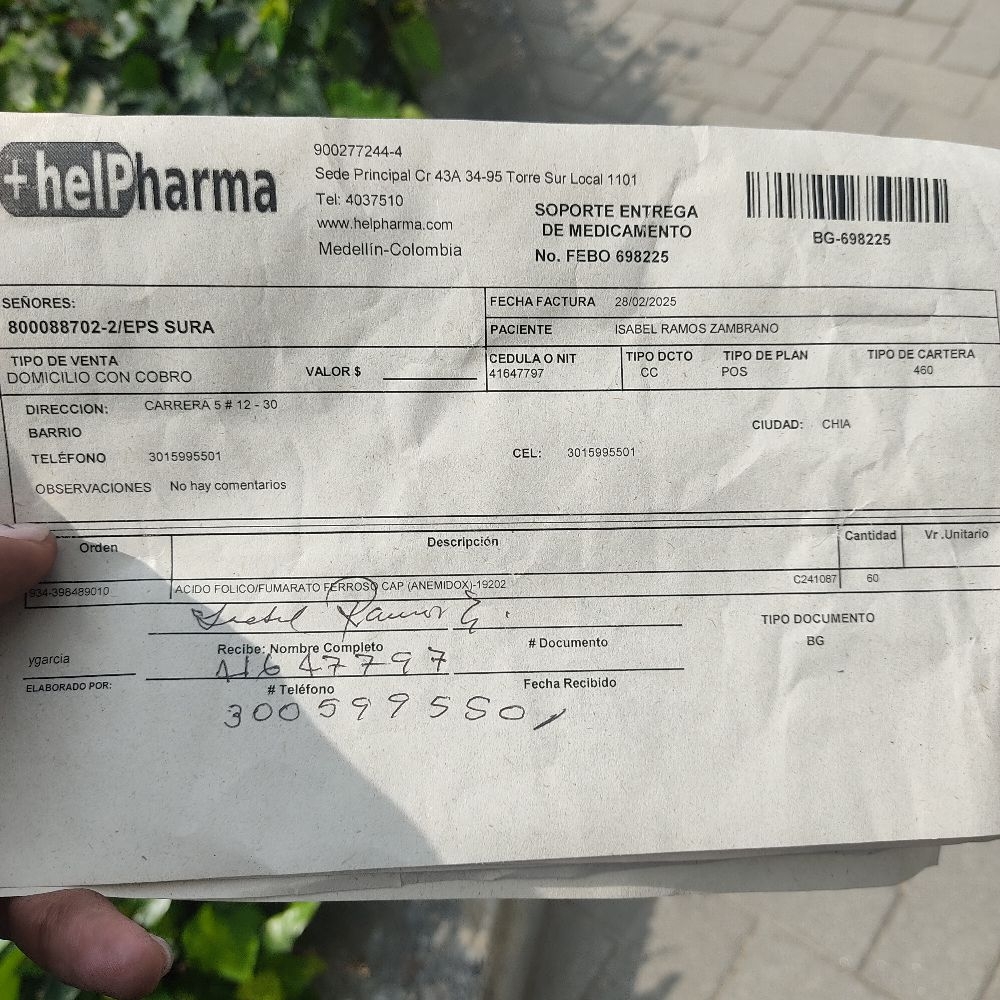 +helPharma
900277244-4
Sede Principal Cr 43A 34-95 Torre Sur Local 1101
Tel: 4037510
www.helpharma.com
Medellín-Colombia
SOPORTE ENTREGA
DE MEDICAMENTO
No. FEBO 698225
BG-698225
SEÑORES:
800088702-2/EPS SURA
FECHA FACTURA 28/02/2025
PACIENTE ISABEL RAMOS ZAMBRANO
TIPO DE VENTA
DOMICILIO CON COBRO
VALOR $
CEDULA O NIT
41647797
TIPO DCTO
CC
TIPO DE PLAN
POS
TIPO DE CARTERA
460
DIRECCION: CARRERA 5 # 12 - 30
BARRIO
CIUDAD: CHIA
TELÉFONO 3015995501
CEL: 3015995501
OBSERVACIONES No hay comentarios
Orden Descripción Cantidad Vr .Unitario
934-398489010 ACIDO FOLICO/FUMARATO FERROSO CAP (ANEMIDOX)-19202 C241087 60
Isabel Ramos Z.
Recibe: Nombre Completo # Documento
TIPO DOCUMENTO
BG
ygarcia
41647797
ELABORADO POR:
# Teléfono Fecha Recibido
300599550